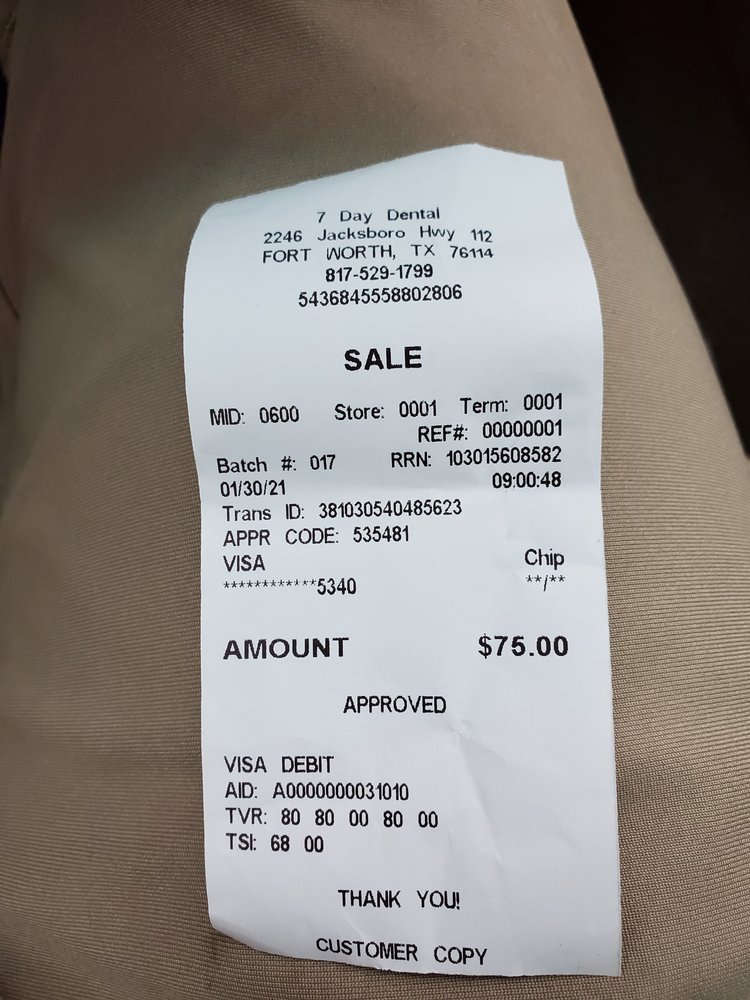 7 Day Dental
2246 Jacksboro Hwy 112
FORT WORTH, TX 76114
817-529-1799
5436845558802806
SALE
MID: 0600 Store: 0001 Term: 0001
REF#: 00000001
Batch #: 017 RRN: 103015608582
01/30/21 09:00:48
Trans ID: 381030540485623
APPR CODE: 535481
VISA Chip
************5340 **/**
AMOUNT $75.00
APPROVED
VISA DEBIT
AID: A0000000031010
TVR: 80 80 00 80 00
TSI: 68 00
THANK YOU!
CUSTOMER COPY